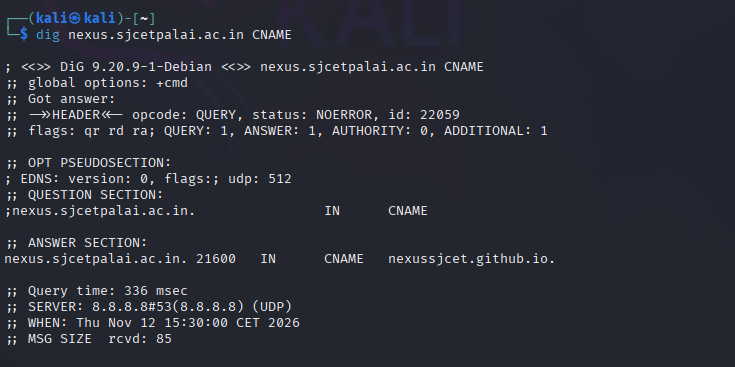 ┌──(kali㉿kali)-[~]
└─$ dig nexus.sjcetpalai.ac.in CNAME

; <<>> DiG 9.20.9-1-Debian <<>> nexus.sjcetpalai.ac.in CNAME
;; global options: +cmd
;; Got answer:
;; ->>HEADER<<- opcode: QUERY, status: NOERROR, id: 22059
;; flags: qr rd ra; QUERY: 1, ANSWER: 1, AUTHORITY: 0, ADDITIONAL: 1

;; OPT PSEUDOSECTION:
; EDNS: version: 0, flags:; udp: 512
;; QUESTION SECTION:
;nexus.sjcetpalai.ac.in. IN CNAME

;; ANSWER SECTION:
nexus.sjcetpalai.ac.in. 21600 IN CNAME nexussjcet.github.io.

;; Query time: 336 msec
;; SERVER: 8.8.8.8#53(8.8.8.8) (UDP)
;; WHEN: Thu Nov 12 15:30:00 CET 2026
;; MSG SIZE rcvd: 85